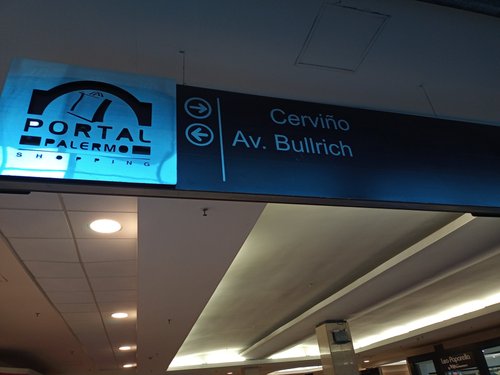 PORTAL
PALERMO
SHOPPING
Cerviño
Av. Bullrich